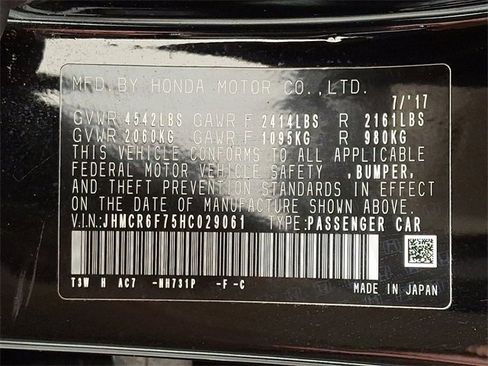 MFD. BY HONDA MOTOR CO.,LTD.
7/'17
GVWR 4542LBS GAWR F 2414LBS R 2161LBS
GVWR 2060KG GAWR F 1095KG R 980KG
THIS VEHICLE CONFORMS TO ALL APPLICABLE
FEDERAL MOTOR VEHICLE SAFETY ,BUMPER,
AND THEFT PREVENTION STANDARDS IN EFFECT
ON THE DATE OF MANUFACTURE SHOWN ABOVE.
V.I.N:JHMCR6F75HC029061 TYPE:PASSENGER CAR
T3W H AC7 -NH731P -F -C
MADE IN JAPAN